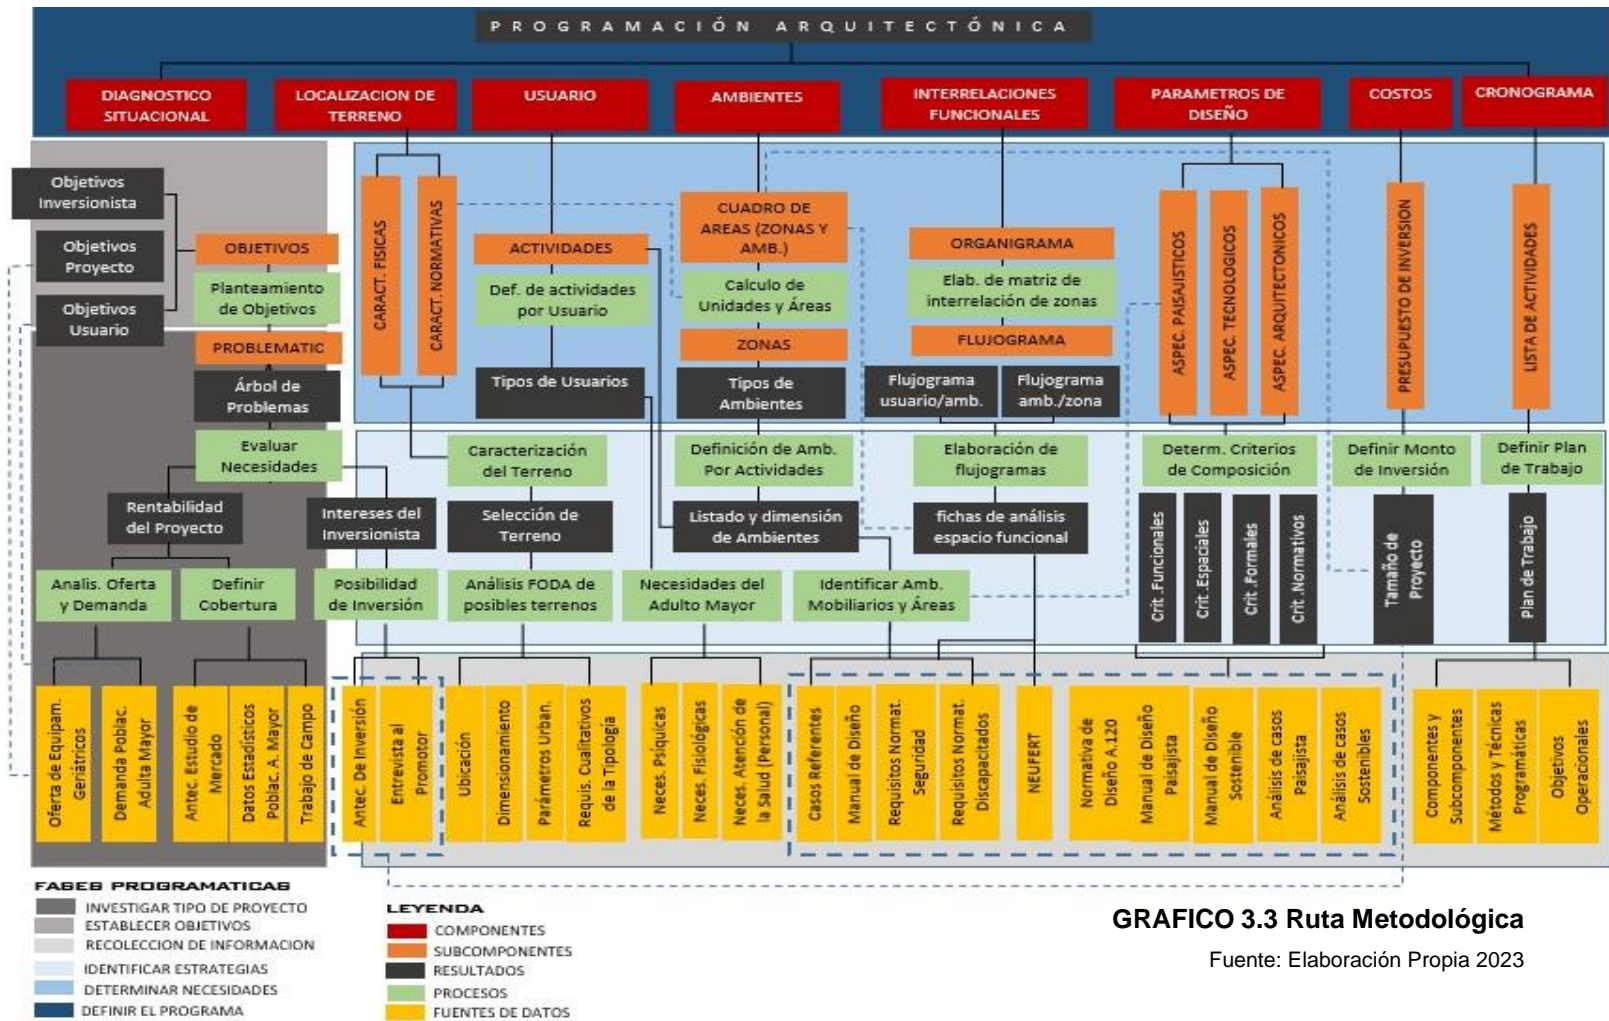 PROGRAMACIÓN ARQUITECTÓNICA
DIAGNOSTICO
SITUACIONAL
LOCALIZACION DE
TERRENO
USUARIO
AMBIENTES
INTERRELACIONES
FUNCIONALES
PARAMETROS DE
DISEÑO
COSTOS
CRONOGRAMA
Objetivos
Inversionista
Objetivos
Proyecto
Objetivos
Usuario
OBJETIVOS
Planteamiento
de Objetivos
PROBLEMATIC
Árbol de
Problemas
Evaluar
Necesidades
Rentabilidad
del Proyecto
Intereses del
Inversionista
Analis. Oferta
y Demanda
Definir
Cobertura
Posibilidad
de Inversión
CARACT. FISICAS
CARACT. NORMATIVAS
Caracterización
del Terreno
Selección de
Terreno
Análisis FODA de
posibles terrenos
ACTIVIDADES
Def. de actividades
por Usuario
Tipos de Usuarios
Necesidades del
Adulto Mayor
CUADRO DE
AREAS (ZONAS Y
AMB.)
Calculo de
Unidades y Áreas
ZONAS
Tipos de
Ambientes
Definición de Amb.
Por Actividades
Listado y dimensión
de Ambientes
Identificar Amb.
Mobiliarios y Áreas
ORGANIGRAMA
Elab. de matriz de
interrelación de zonas
FLUJOGRAMA
Flujograma
usuario/amb.
Flujograma
amb./zona
Elaboración de
flujogramas
fichas de análisis
espacio funcional
ASPEC. PAISAJISTICOS
ASPEC. TECNOLOGICOS
ASPEC. ARQUITECTONICOS
Determ. Criterios
de Composición
Crit .Funcionales
Crit .Espaciales
Crit .Formales
Crit .Normativos
PRESUPUESTO DE INVERSION
Definir Monto
de Inversión
Tamaño de
Proyecto
LISTA DE ACTIVIDADES
Definir Plan
de Trabajo
Plan de Trabajo
Oferta de Equipam.
Geriátricos
Demanda Poblac.
Adulta Mayor
Antec. Estudio de
Mercado
Datos Estadísticos
Poblac. A. Mayor
Trabajo de Campo
Antec. De Inversión
Entrevista al
Promotor
Ubicación
Dimensionamiento
Parámetros Urban.
Requis. Cualitativos
de la Tipología
Neces. Psiquicas
Neces. Fisiológicas
Neces. Atención de
la Salud (Personal)
Casos Referentes
Manual de Diseño
Requisitos Normat.
Seguridad
Requisitos Normat.
Discapacitados
NEUFERT
Normativa de
Diseño A.120
Manual de Diseño
Paisajista
Manual de Diseño
Sostenible
Análisis de casos
Paisajista
Análisis de casos
Sostenibles
Componentes y
Subcomponentes
Métodos y Técnicas
Programáticas
Objetivos
Operacionales
FASES PROGRAMATICAS
INVESTIGAR TIPO DE PROYECTO
ESTABLECER OBJETIVOS
RECOLECCION DE INFORMACION
IDENTIFICAR ESTRATEGIAS
DETERMINAR NECESIDADES
DEFINIR EL PROGRAMA
LEYENDA
COMPONENTES
SUBCOMPONENTES
RESULTADOS
PROCESOS
FUENTES DE DATOS
GRAFICO 3.3 Ruta Metodológica
Fuente: Elaboración Propia 2023